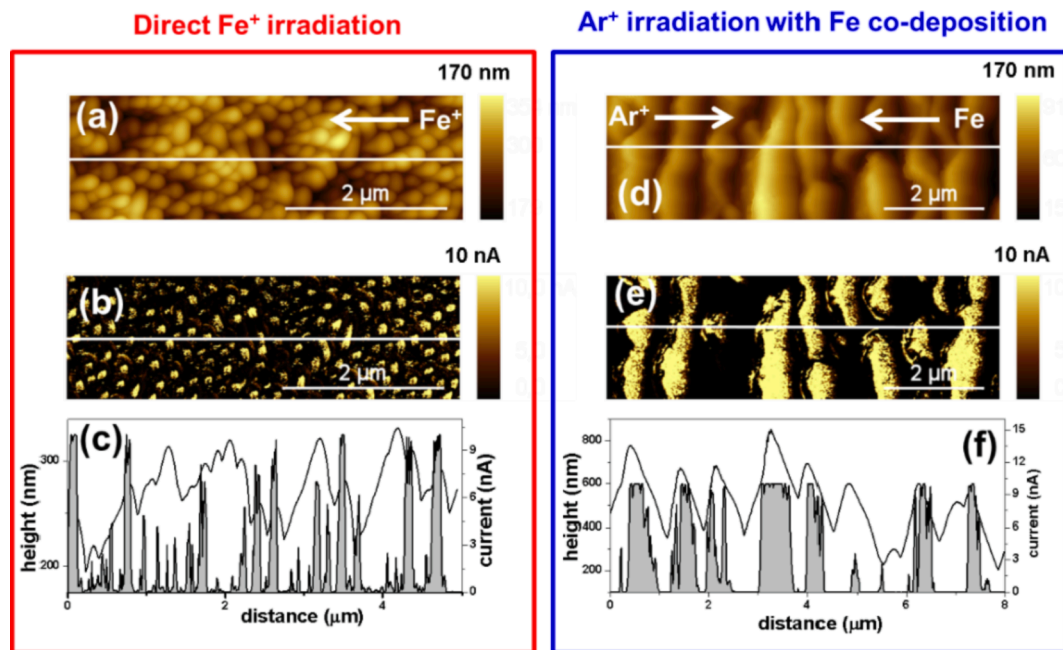 Direct Fe⁺ irradiation
Ar⁺ irradiation with Fe co-deposition
170 nm
(a)
Fe⁺
2 µm
10 nA
(b)
2 µm
(c)
height (nm)
300
200
current (nA)
9
6
3
0
0
2
4
distance (µm)
170 nm
Ar⁺
Fe
(d)
2 µm
10 nA
(e)
2 µm
(f)
height (nm)
800
600
400
200
current (nA)
15
12
9
6
3
0
0
2
4
6
8
distance (µm)